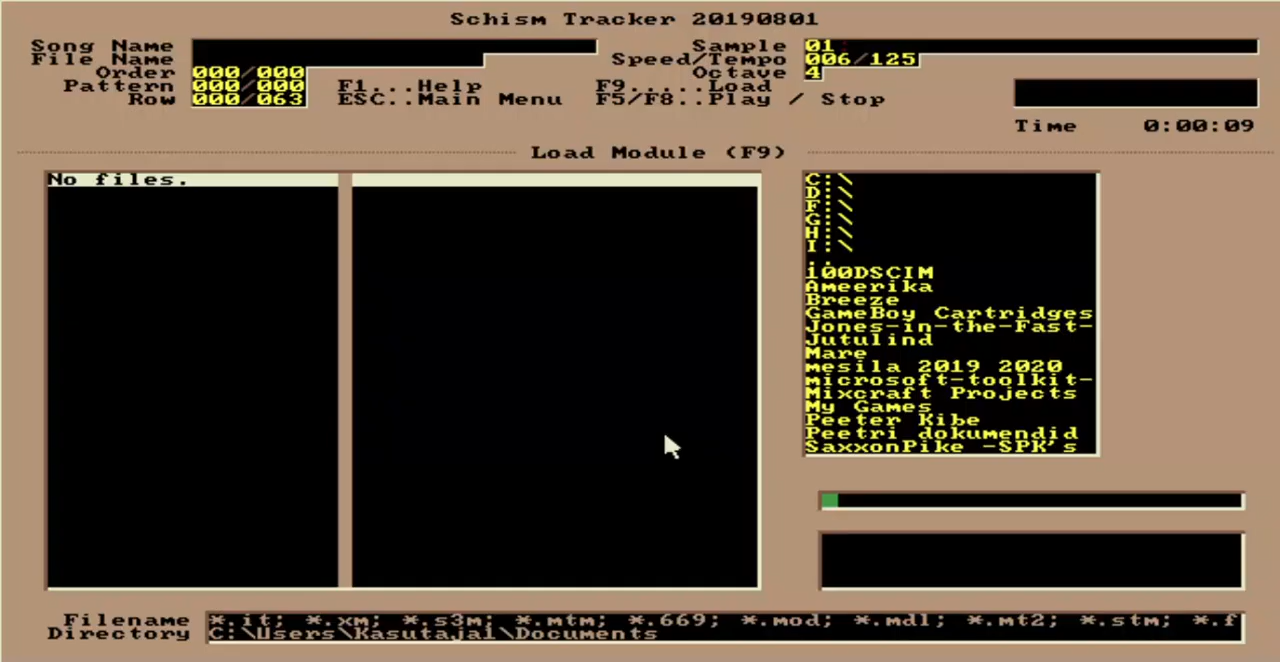 Schism Tracker 20190801
Song Name
File Name
Order 000/000
Pattern 000/000
Row 000/063
F1...Help
ESC..Main Menu
F9.....Load
F5/F8..Play / Stop
Sample 01
Speed/Tempo 006/125
Octave 4
Time 0:00:09
Load Module (F9)
No files.
C:\
D:\
F:\
G:\
H:\
I:\
..
100DSCIM
Ameerika
Breeze
GameBoy Cartridges
Jones-in-the-Fast-
Jutulind
Mare
mesila 2019 2020
microsoft-toolkit-
Mixcraft Projects
My Games
Peeter Kibe
Peetri dokumendid
SaxxonPike -SPK's
Filename *.it; *.xm; *.s3m; *.mtm; *.669; *.mod; *.mdl; *.mt2; *.stm; *.f
Directory C:\Users\Kasutaja1\Documents